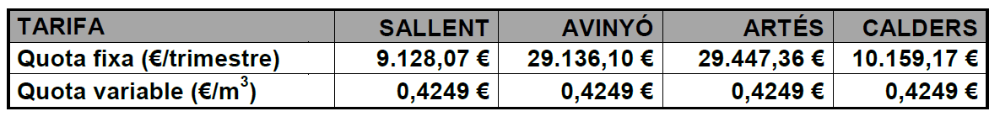 TARIFA SALLENT AVINYÓ ARTÉS CALDERS
Quota fixa (€/trimestre) 9.128,07 € 29.136,10 € 29.447,36 € 10.159,17 €
Quota variable (€/m³) 0,4249 € 0,4249 € 0,4249 € 0,4249 €